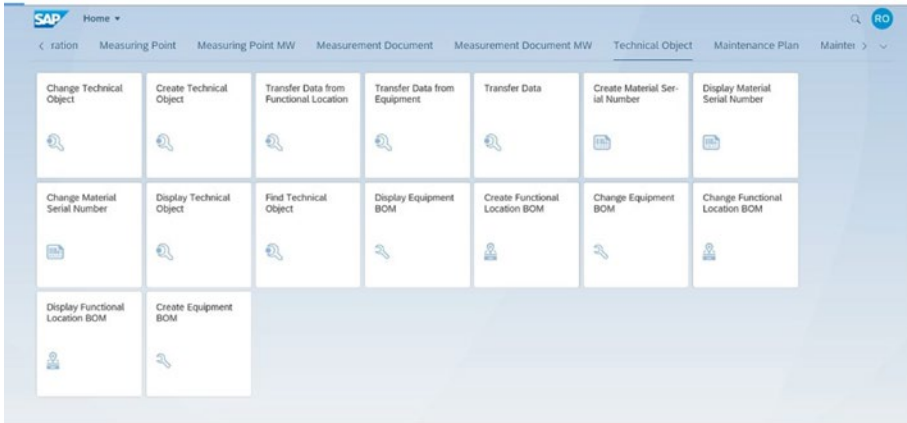 SAP Home
RO
ration Measuring Point Measuring Point MW Measurement Document Measurement Document MW Technical Object Maintenance Plan Mainter
Change Technical
Object
Create Technical
Object
Transfer Data from
Functional Location
Transfer Data from
Equipment
Transfer Data
Create Material Ser-
ial Number
Display Material
Serial Number
Change Material
Serial Number
Display Technical
Object
Find Technical
Object
Display Equipment
BOM
Create Functional
Location BOM
Change Equipment
BOM
Change Functional
Location BOM
Display Functional
Location BOM
Create Equipment
BOM